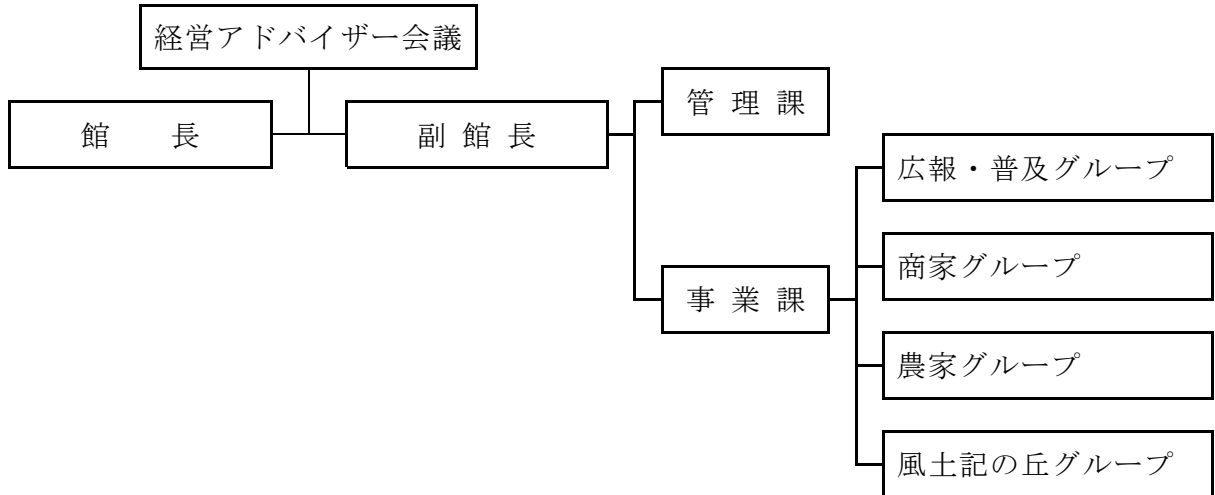 経営アドバイザー会議
館長
副館長
管理課
事業課
広報・普及グループ
商家グループ
農家グループ
風土記の丘グループ